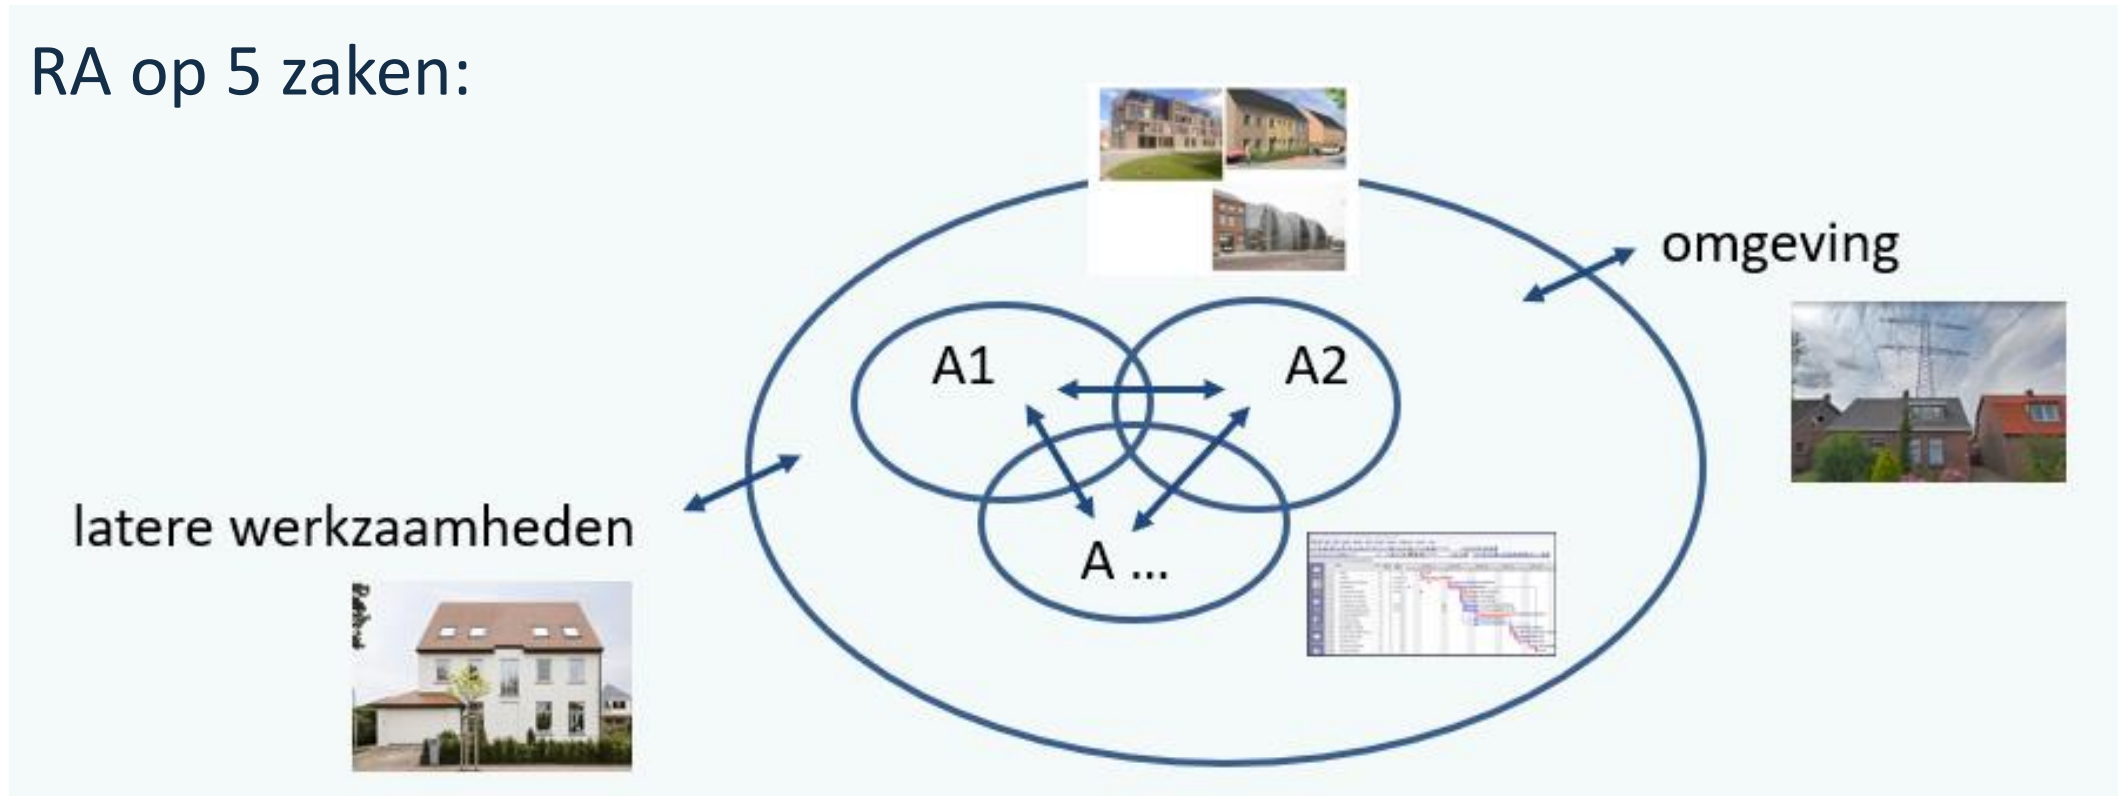 RA op 5 zaken:
omgeving
A1
A2
latere werkzaamheden
A ...